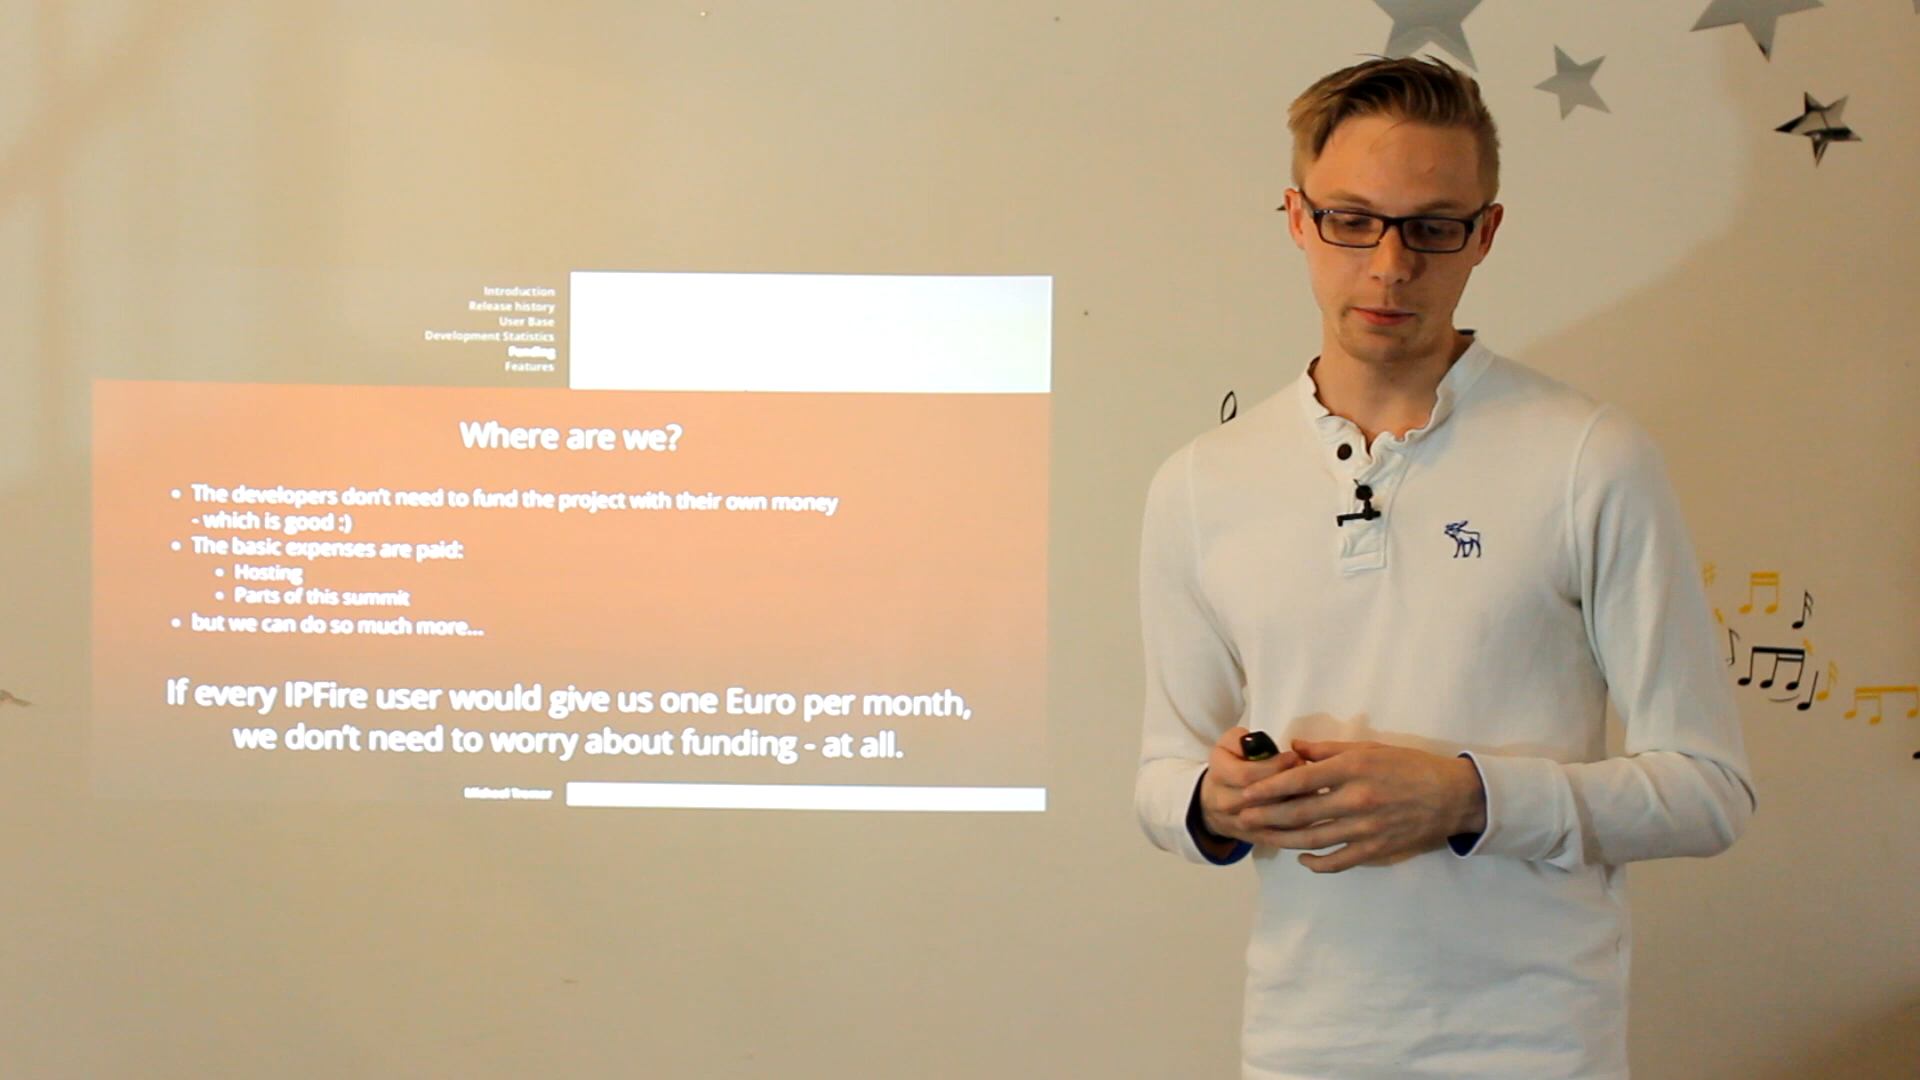 Introduction
Release history
User Base
Development Statistics
Funding
Features
Where are we?
• The developers don't need to fund the project with their own money
- which is good :)
• The basic expenses are paid:
• Hosting
• Parts of this summit
• but we can do so much more...
If every IPFire user would give us one Euro per month,
we don't need to worry about funding - at all.
Michael Tremer